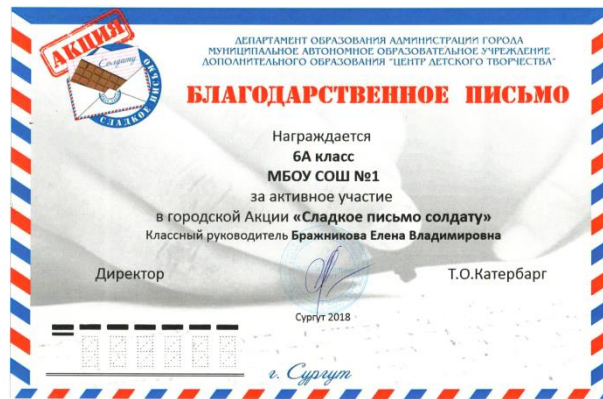 ДЕПАРТАМЕНТ ОБРАЗОВАНИЯ АДМИНИСТРАЦИИ ГОРОДА
МУНИЦИПАЛЬНОЕ АВТОНОМНОЕ ОБРАЗОВАТЕЛЬНОЕ УЧРЕЖДЕНИЕ
ДОПОЛНИТЕЛЬНОГО ОБРАЗОВАНИЯ "ЦЕНТР ДЕТСКОГО ТВОРЧЕСТВА"
АКЦИЯ
Солдату
СЛАДКОЕ ПИСЬМО
БЛАГОДАРСТВЕННОЕ ПИСЬМО
Награждается
6А класс
МБОУ СОШ №1
за активное участие
в городской Акции «Сладкое письмо солдату»
Классный руководитель Бражникова Елена Владимировна
Директор Т.О.Катербарг
Сургут 2018
г. Сургут